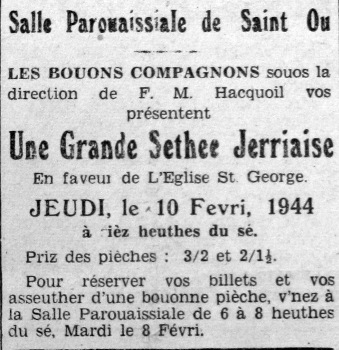 Salle Parouaissiale de Saint Ou
LES BOUONS COMPAGNONS souos la
direction de F. M. Hacquoil vos
présentent
Une Grande Sethee Jerriaise
En faveur de L'Eglise St. George.
JEUDI, le 10 Fevri, 1944
à sièz heuthes du sé.
Priz des pièches : 3/2 et 2/1½.
Pour réserver vos billets et vos
asseuther d'une bouonne pièche, v'nez à
la Salle Parouaissiale de 6 à 8 heuthes
du sé, Mardi le 8 Févri.